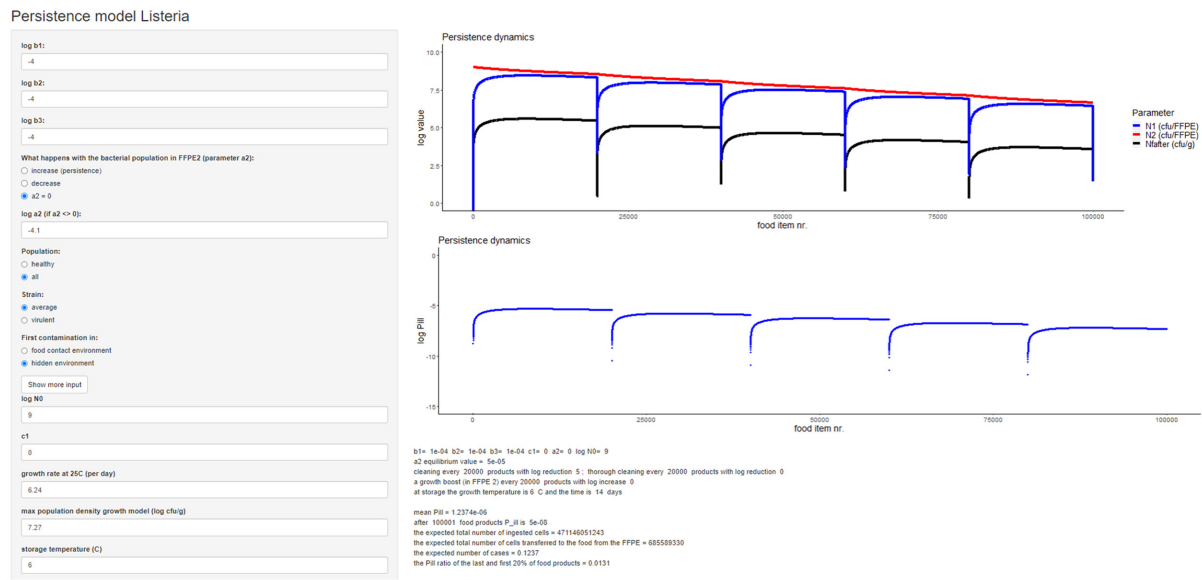 Persistence model Listeria
log b1:
-4
log b2:
-4
log b3:
-4
What happens with the bacterial population in FFPE2 (parameter a2):
increase (persistence)
decrease
a2 = 0
log a2 (if a2 <> 0):
-4.1
Population:
healthy
all
Strain:
average
virulent
First contamination in:
food contact environment
hidden environment
Show more input
log N0
9
c1
0
growth rate at 25C (per day)
6.24
max population density growth model (log cfu/g)
7.27
storage temperature (C)
6
Persistence dynamics
10.0
7.5
5.0
2.5
0.0
log value
0
25000
50000
75000
100000
food item nr.
Parameter
N1 (cfu/FFPE)
N2 (cfu/FFPE)
Nfafter (cfu/g)
Persistence dynamics
0
-5
-10
-15
log Pill
0
25000
50000
75000
100000
food item nr.
b1= 1e-04 b2= 1e-04 b3= 1e-04 c1= 0 a2= 0 log N0= 9
a2 equilibrium value = 5e-05
cleaning every 20000 products with log reduction 5 ; thorough cleaning every 20000 products with log reduction 0
a growth boost (in FFPE 2) every 20000 products with log increase 0
at storage the growth temperature is 6 C and the time is 14 days
mean Pill = 1.2374e-06
after 100001 food products P_ill is 5e-08
the expected total number of ingested cells = 471146051243
the expected total number of cells transferred to the food from the FFPE = 685589330
the expected number of cases = 0.1237
the Pill ratio of the last and first 20% of food products = 0.0131